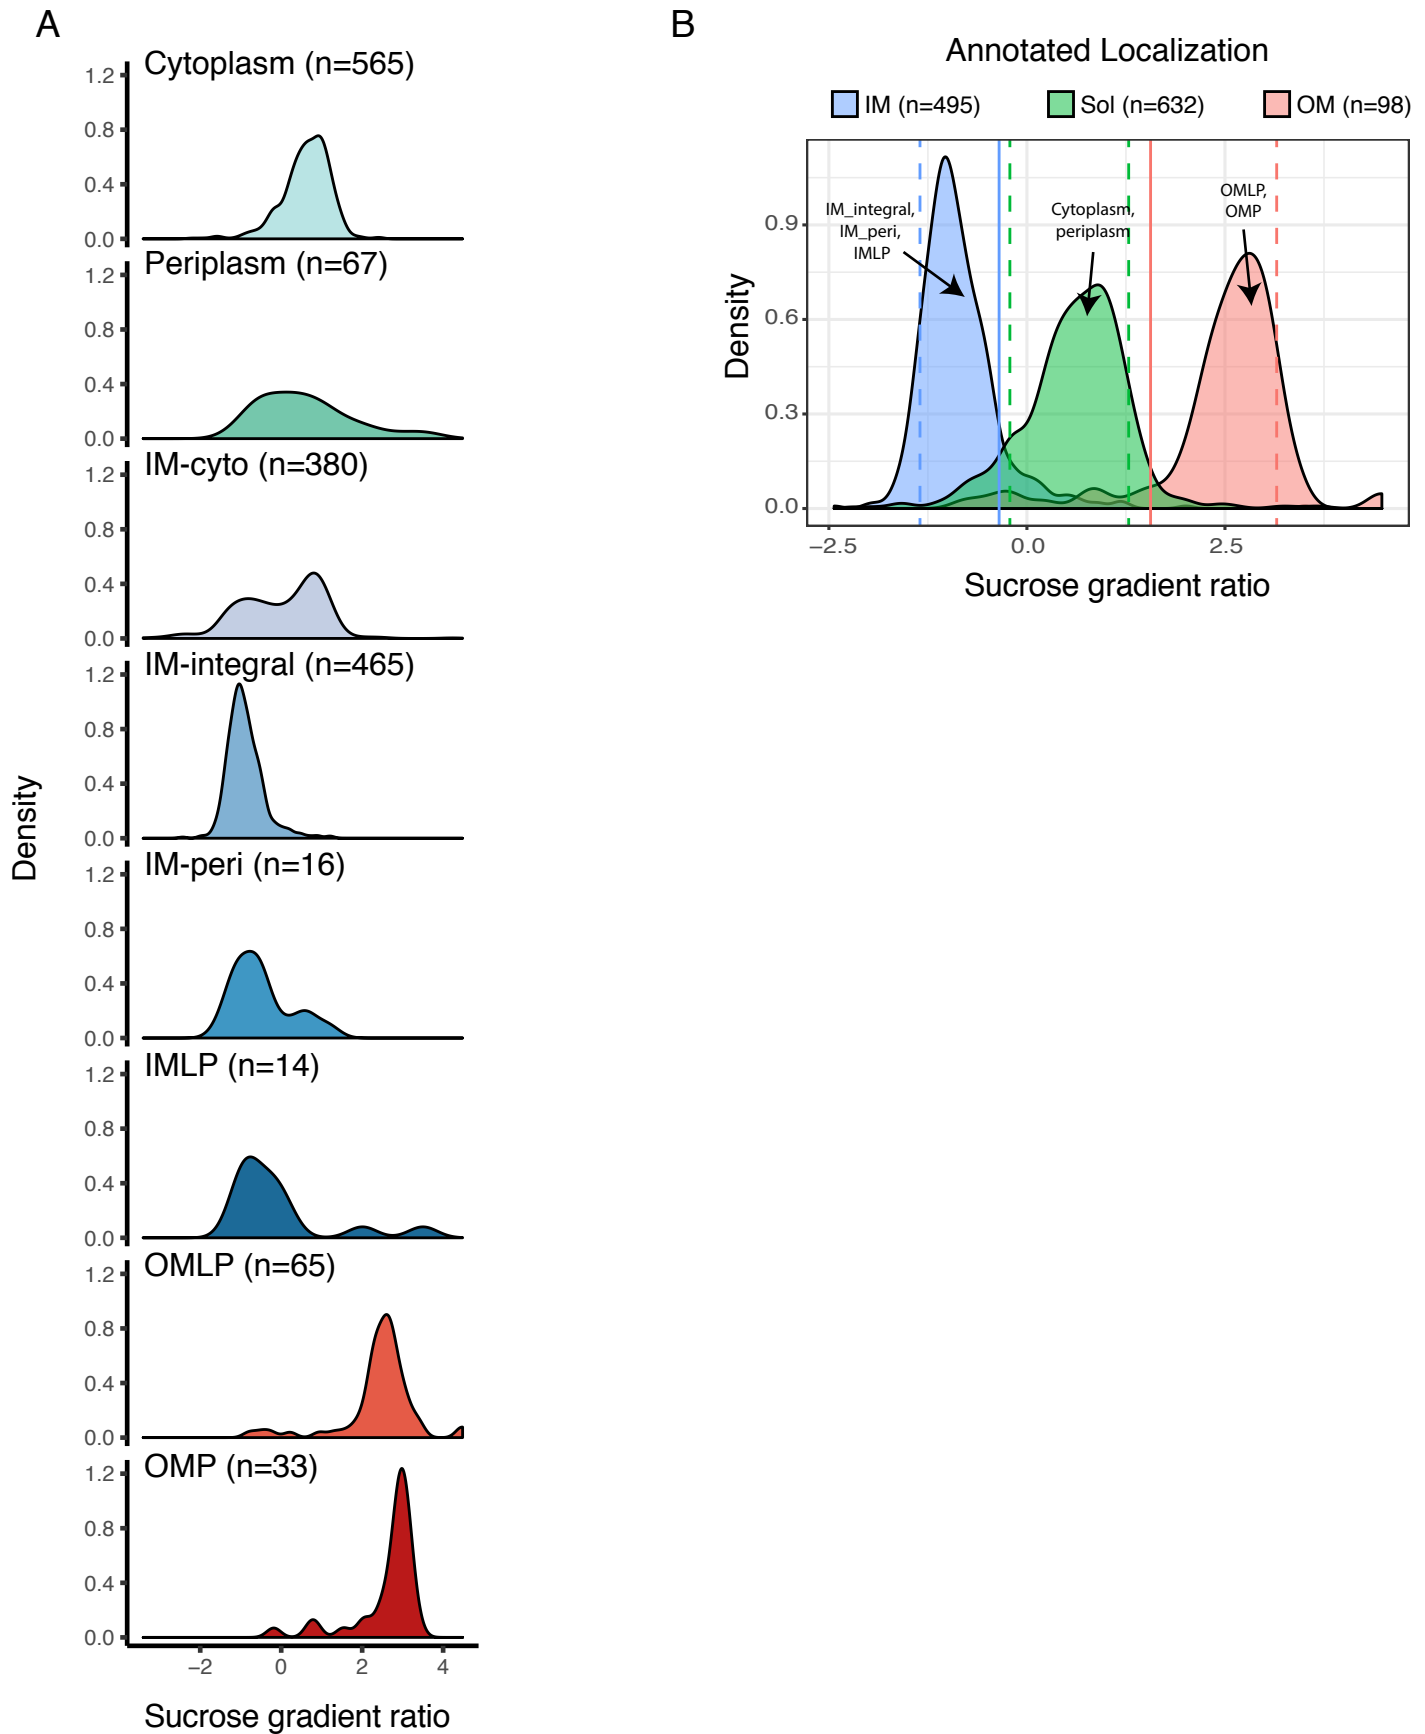 A
Cytoplasm (n=565)
1.2
0.8
0.4
0.0
Periplasm (n=67)
1.2
0.8
0.4
0.0
IM-cyto (n=380)
1.2
0.8
0.4
0.0
IM-integral (n=465)
1.2
0.8
0.4
0.0
IM-peri (n=16)
1.2
0.8
0.4
0.0
IMLP (n=14)
1.2
0.8
0.4
0.0
OMLP (n=65)
1.2
0.8
0.4
0.0
OMP (n=33)
1.2
0.8
0.4
0.0
Density
−2 0 2 4
Sucrose gradient ratio
B
Annotated Localization
IM (n=495) Sol (n=632) OM (n=98)
IM_integral,
IM_peri,
IMLP
Cytoplasm,
periplasm
OMLP,
OMP
0.9
0.6
0.3
0.0
Density
−2.5 0.0 2.5
Sucrose gradient ratio